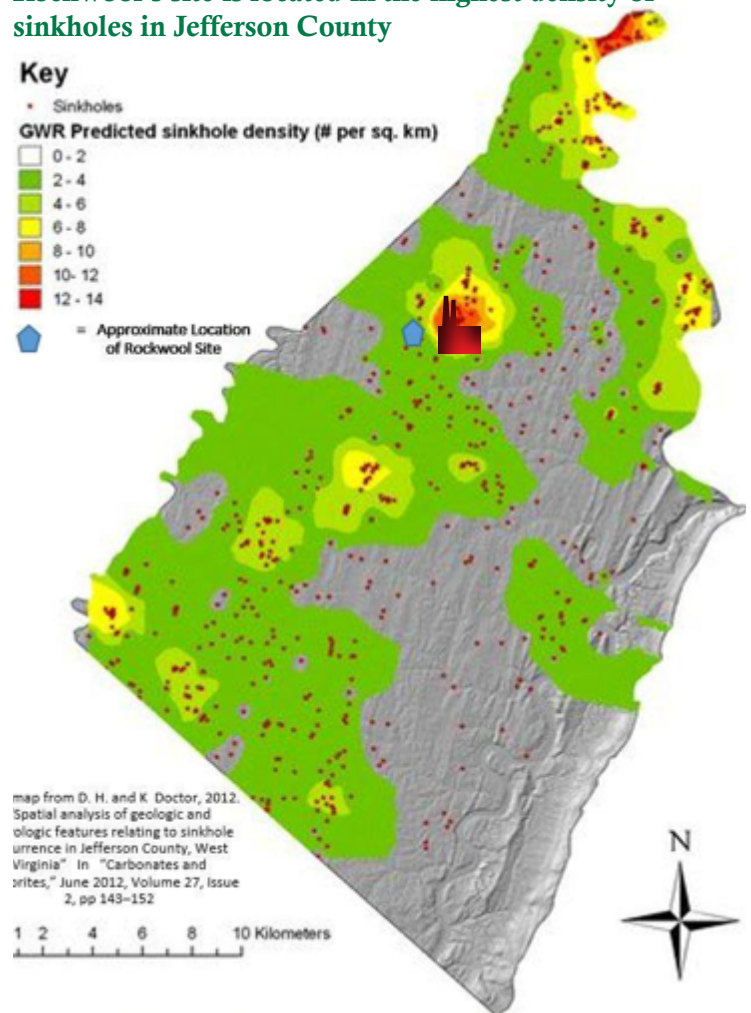 sinkholes in Jefferson County
Key
Sinkholes
GWR Predicted sinkhole density (# per sq. km)
0 - 2
2 - 4
4 - 6
6 - 8
8 - 10
10- 12
12 - 14
= Approximate Location
of Rockwool Site
map from D. H. and K Doctor, 2012.
Spatial analysis of geologic and
ologic features relating to sinkhole
urrence in Jefferson County, West
Virginia" In "Carbonates and
orites," June 2012, Volume 27, Issue
2, pp 143–152
1 2 4 6 8 10 Kilometers
N